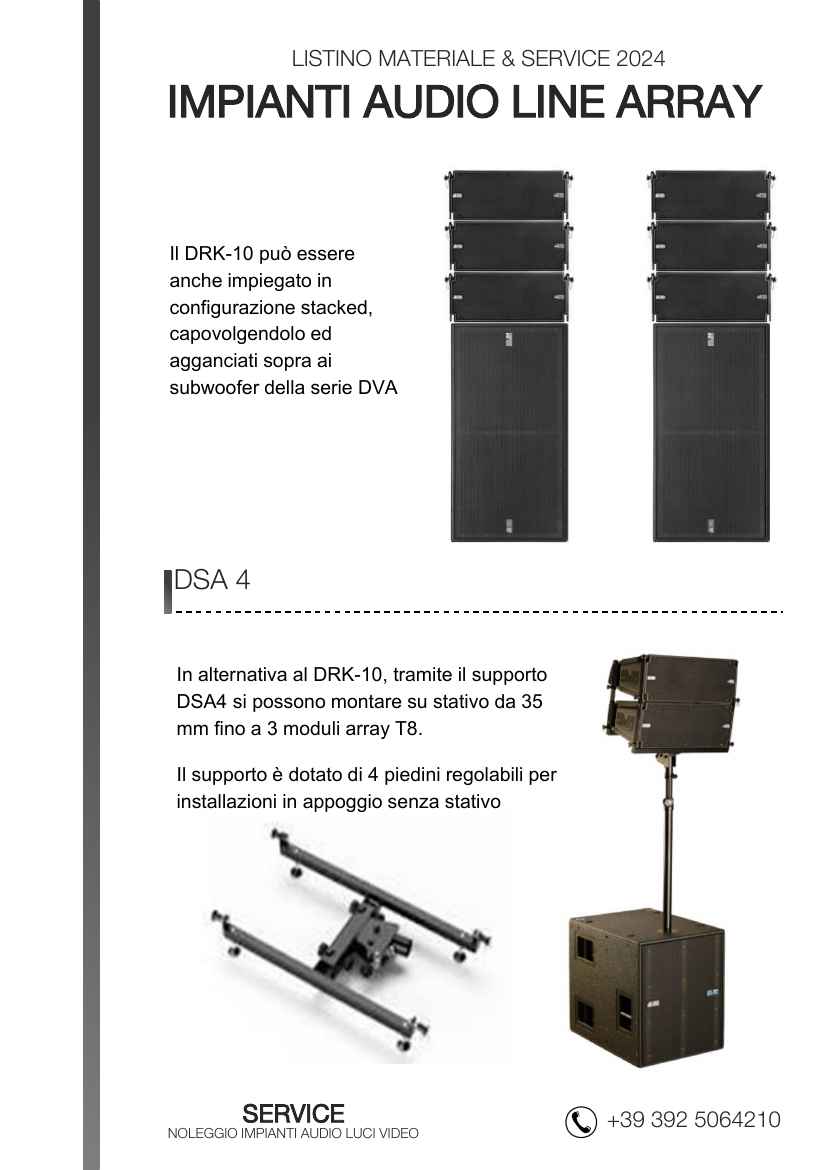 LISTINO MATERIALE & SERVICE 2024
IMPIANTI AUDIO LINE ARRAY
Il DRK-10 può essere
anche impiegato in
configurazione stacked,
capovolgendolo ed
agganciati sopra ai
subwoofer della serie DVA
DSA 4
In alternativa al DRK-10, tramite il supporto
DSA4 si possono montare su stativo da 35
mm fino a 3 moduli array T8.
Il supporto è dotato di 4 piedini regolabili per
installazioni in appoggio senza stativo
SERVICE
NOLEGGIO IMPIANTI AUDIO LUCI VIDEO
+39 392 5064210